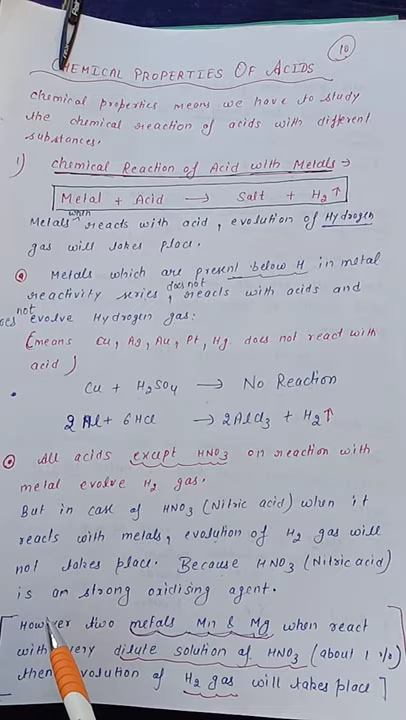 10
CHEMICAL PROPERTIES OF ACIDS
chemical properties means we have to study
the chemical reaction of acids with different
substances.
1) chemical Reaction of Acid with Metals →
Metal + Acid → Salt + H2↑
Metals when reacts with acid, evolution of Hydrogen
gas will takes place.
Metals which are present below H in metal
reactivity series, does not reacts with acids and
does not evolve Hydrogen gas:
(means Cu, Ag, Au, Pt, Hg does not react with
acid)
Cu + H2SO4 → No Reaction
2Al + 6HCl → 2AlCl3 + H2↑
All acids except HNO3 on reaction with
metal evolve H2 gas.
But in case of HNO3 (Nitric acid) when it
reacts with metals, evolution of H2 gas will
not takes place. Because HNO3 (Nitric acid)
is an strong oxidising agent.
[However two metals Mn & Mg when react
with very dilute solution of HNO3 (about 1%)
then evolution of H2 gas will takes place]